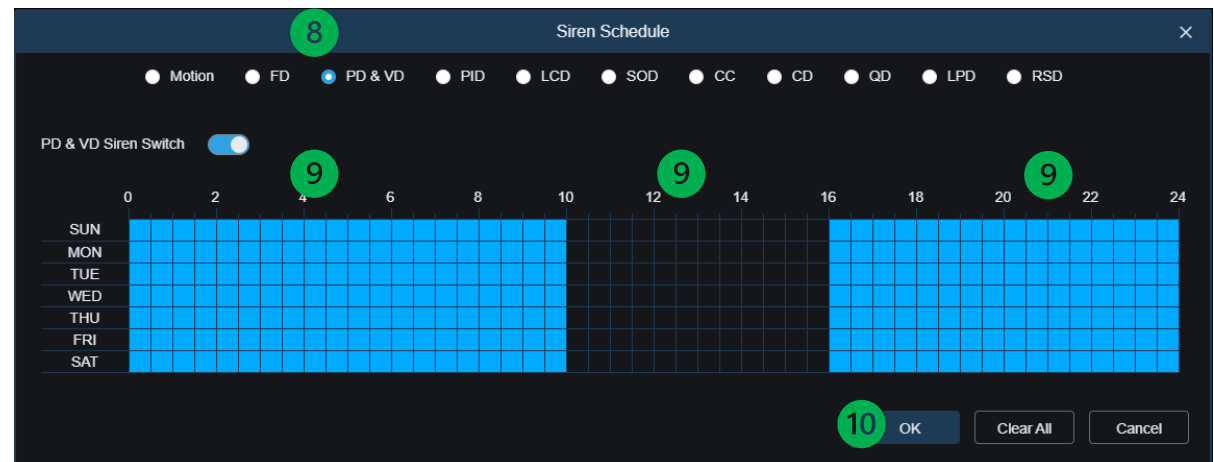 8 Siren Schedule
Motion FD PD & VD PID LCD SOD CC CD QD LPD RSD
PD & VD Siren Switch
9 9 9
0 2 4 6 8 10 12 14 16 18 20 22 24
SUN
MON
TUE
WED
THU
FRI
SAT
10 OK Clear All Cancel